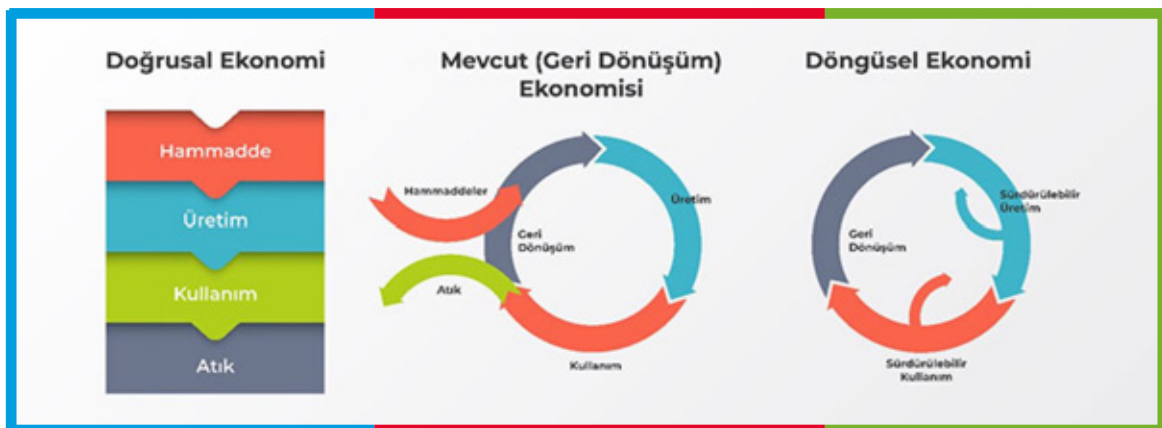 Doğrusal Ekonomi
Hammadde
Üretim
Kullanım
Atık
Mevcut (Geri Dönüşüm)
Ekonomisi
Hammaddeler
Üretim
Geri
Dönüşüm
Atık
Kullanım
Döngüsel Ekonomi
Sürdürülebilir
Üretim
Geri
Dönüşüm
Sürdürülebilir
Kullanım